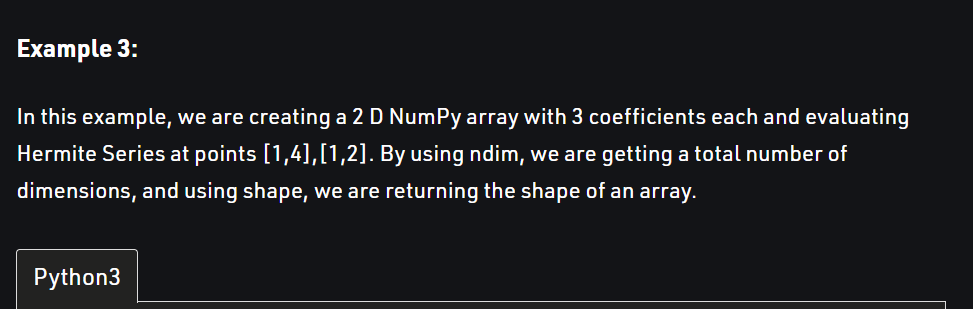 Example 3:
In this example, we are creating a 2 D NumPy array with 3 coefficients each and evaluating
Hermite Series at points [1,4],[1,2]. By using ndim, we are getting a total number of
dimensions, and using shape, we are returning the shape of an array.
Python3